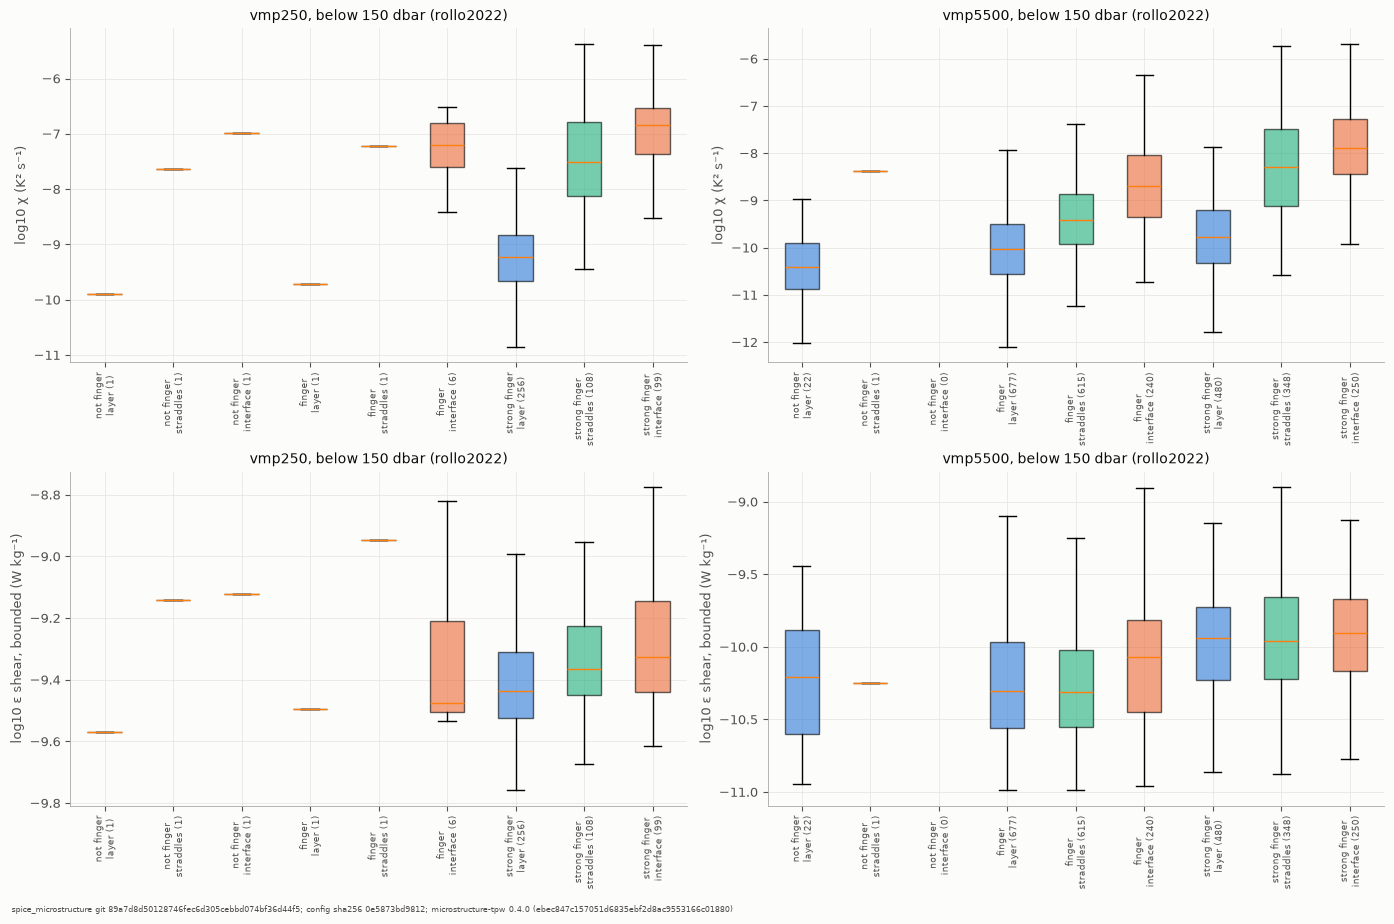 vmp250, below 150 dbar (rollo2022)
log10 χ (K² s⁻¹)
−6
−7
−8
−9
−10
−11
not finger
layer (1)
not finger
straddles (1)
not finger
interface (1)
finger
layer (1)
finger
straddles (1)
finger
interface (6)
strong finger
layer (256)
strong finger
straddles (108)
strong finger
interface (99)
vmp5500, below 150 dbar (rollo2022)
log10 χ (K² s⁻¹)
−6
−7
−8
−9
−10
−11
−12
not finger
layer (22)
not finger
straddles (1)
not finger
interface (0)
finger
layer (677)
finger
straddles (615)
finger
interface (240)
strong finger
layer (480)
strong finger
straddles (348)
strong finger
interface (250)
vmp250, below 150 dbar (rollo2022)
log10 ε shear, bounded (W kg⁻¹)
−8.8
−9.0
−9.2
−9.4
−9.6
−9.8
not finger
layer (1)
not finger
straddles (1)
not finger
interface (1)
finger
layer (1)
finger
straddles (1)
finger
interface (6)
strong finger
layer (256)
strong finger
straddles (108)
strong finger
interface (99)
vmp5500, below 150 dbar (rollo2022)
log10 ε shear, bounded (W kg⁻¹)
−9.0
−9.5
−10.0
−10.5
−11.0
not finger
layer (22)
not finger
straddles (1)
not finger
interface (0)
finger
layer (677)
finger
straddles (615)
finger
interface (240)
strong finger
layer (480)
strong finger
straddles (348)
strong finger
interface (250)
spice_microstructure git 89a7d8d50128746fec6d305cebbd074bf36d44f5; config sha256 0e5873bd9812; microstructure-tpw 0.4.0 (ebec847c157051d6835ebf2d8ac9553166c01880)